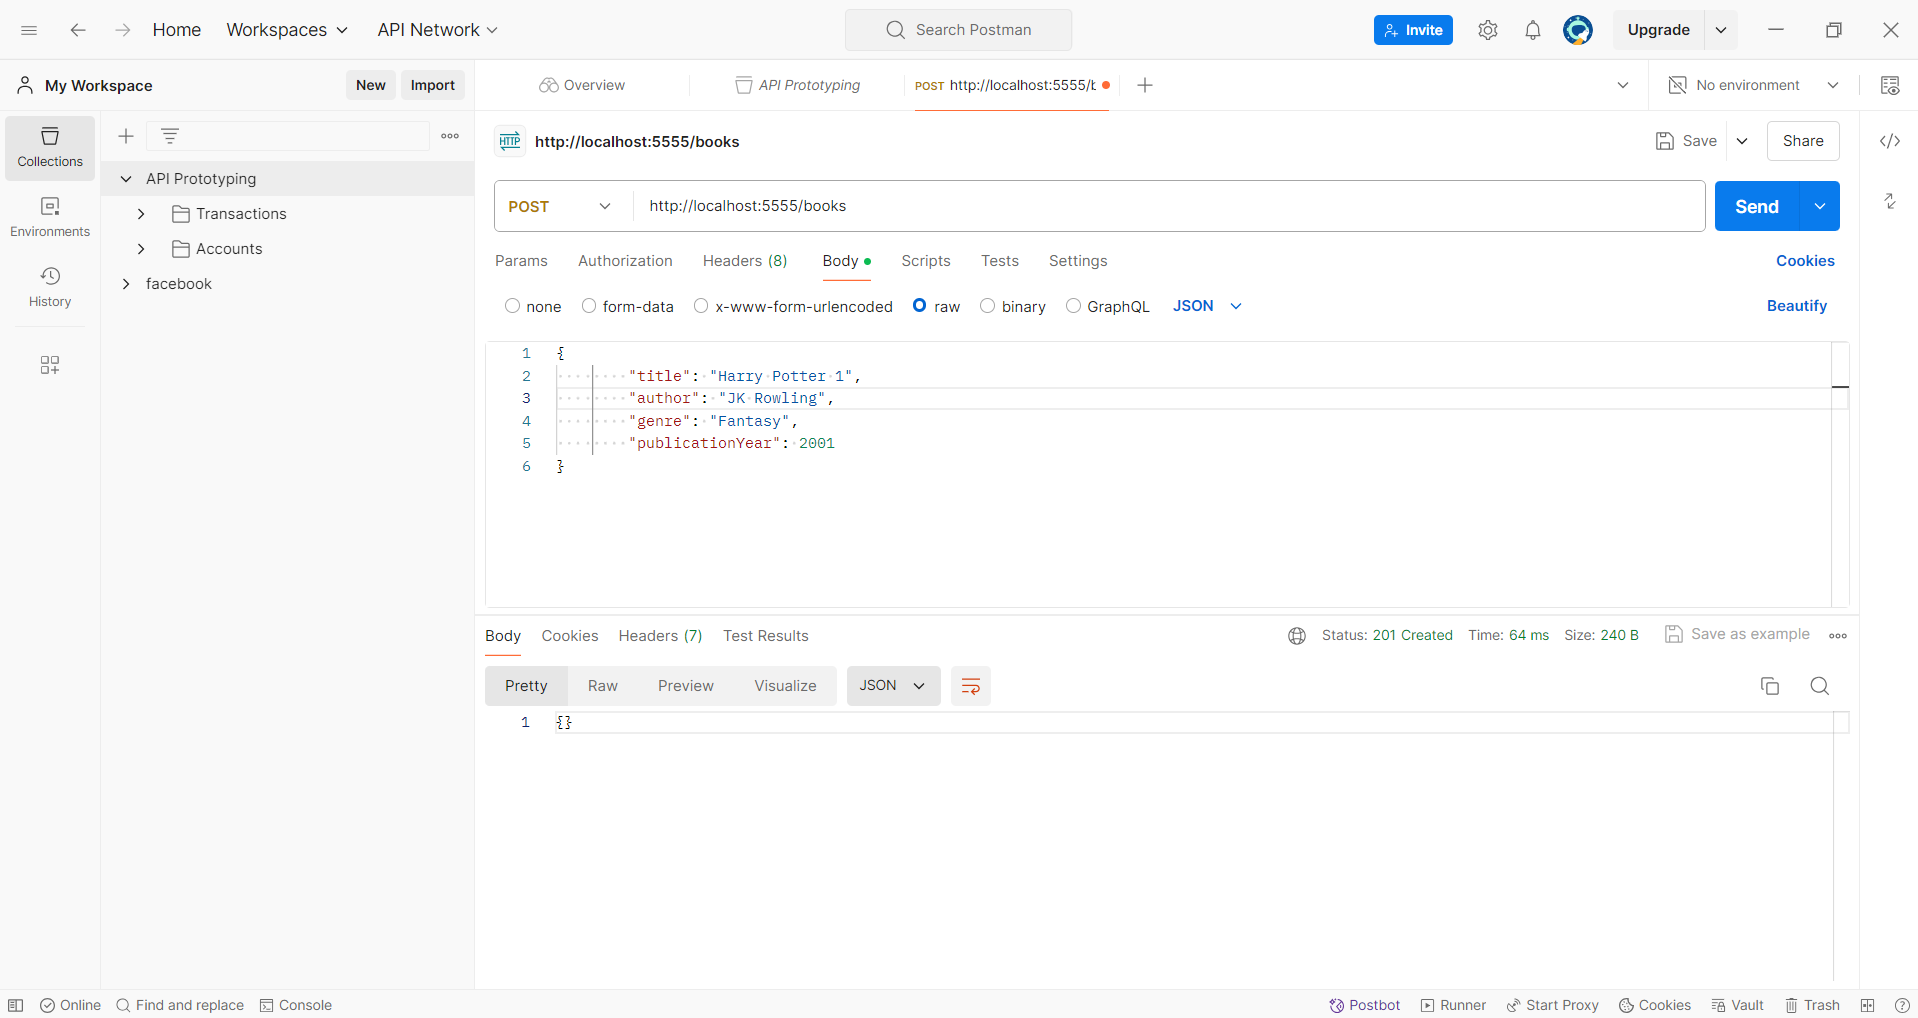 Home Workspaces API Network Search Postman Invite Upgrade
My Workspace New Import Overview API Prototyping POST http://localhost:5555/b No environment
Collections
Environments
History
API Prototyping
Transactions
Accounts
facebook
HTTP http://localhost:5555/books Save Share
POST http://localhost:5555/books Send
Params Authorization Headers (8) Body Scripts Tests Settings Cookies
none form-data x-www-form-urlencoded raw binary GraphQL JSON Beautify
1 {
2 "title": "Harry Potter 1",
3 "author": "JK Rowling",
4 "genre": "Fantasy",
5 "publicationYear": 2001
6 }
Body Cookies Headers (7) Test Results Status: 201 Created Time: 64 ms Size: 240 B Save as example
Pretty Raw Preview Visualize JSON
1 {}
Online Find and replace Console Postbot Runner Start Proxy Cookies Vault Trash